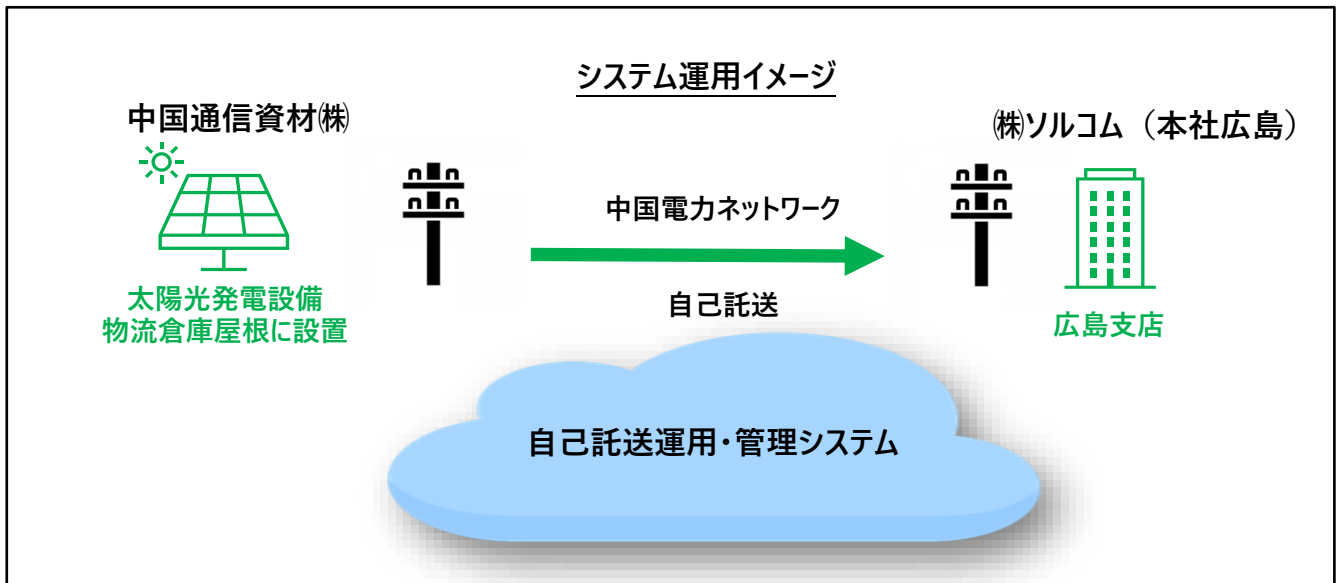 システム運用イメージ
中国通信資材㈱
㈱ソルコム（本社広島）
中国電力ネットワーク
自己託送
太陽光発電設備
物流倉庫屋根に設置
広島支店
自己託送運用・管理システム